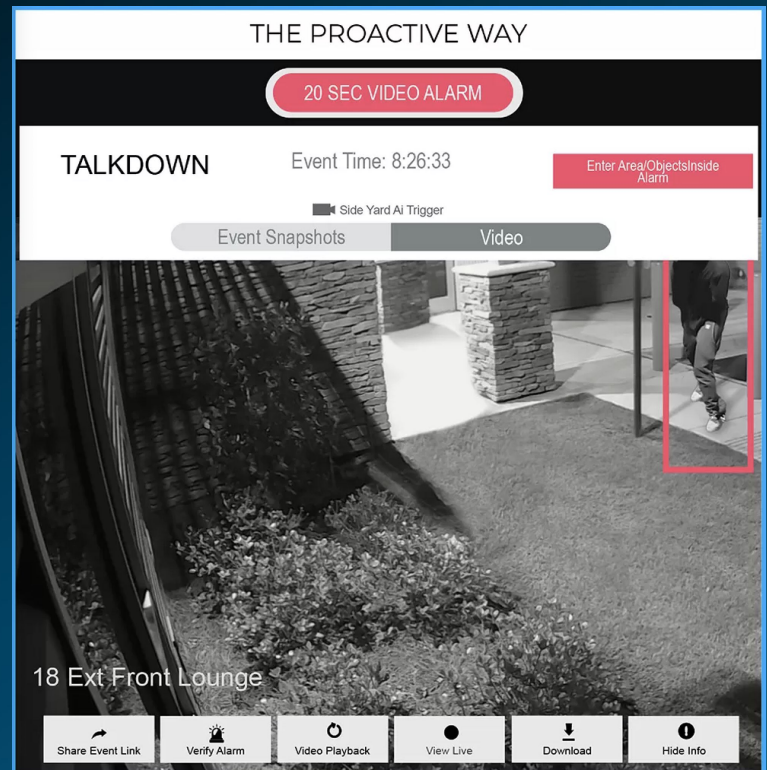 THE PROACTIVE WAY
20 SEC VIDEO ALARM
TALKDOWN
Event Time: 8:26:33
Enter Area/ObjectsInside
Alarm
Side Yard Ai Trigger
Event Snapshots
Video
18 Ext Front Lounge
Share Event Link
Verify Alarm
Video Playback
View Live
Download
Hide Info